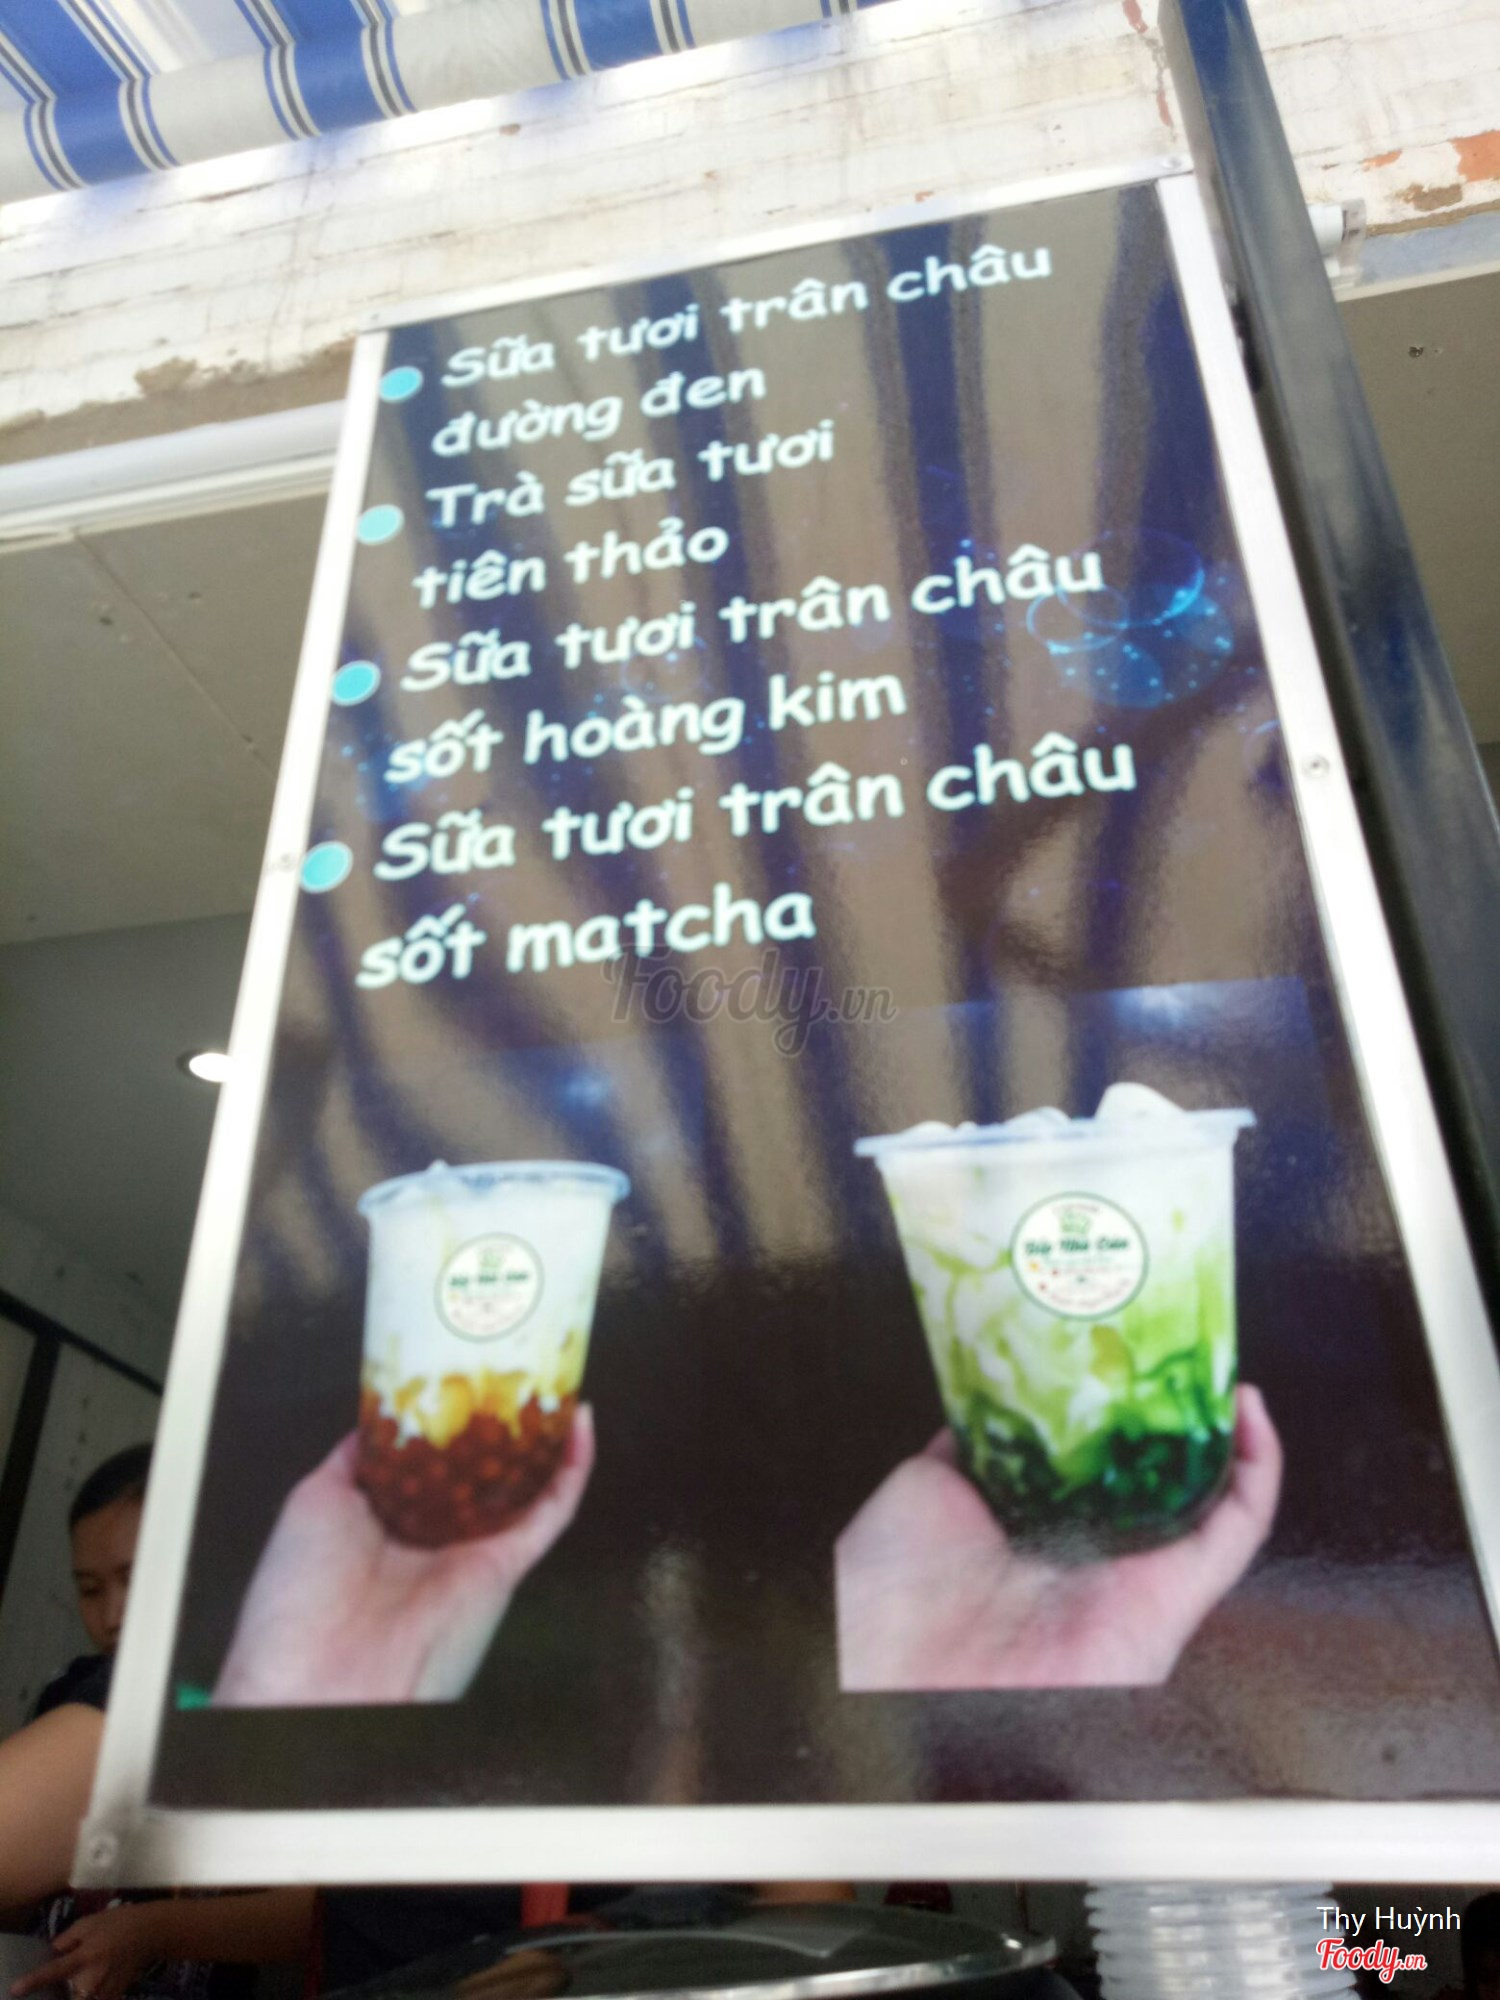 Sữa tươi trân châu
đường đen
Trà sữa tươi
tiên thảo
Sữa tươi trân châu
sốt hoàng kim
Sữa tươi trân châu
sốt matcha
Foody.vn
Thy Huỳnh
Foody.vn